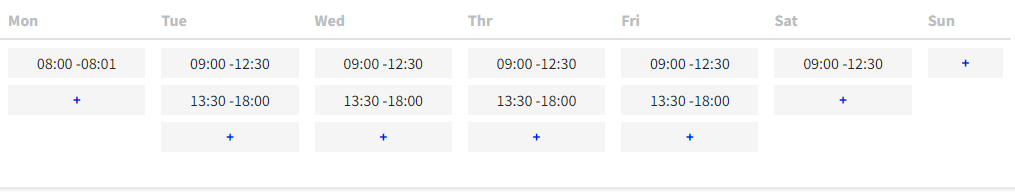 Mon Tue Wed Thr Fri Sat Sun
08:00 -08:01 09:00 -12:30 09:00 -12:30 09:00 -12:30 09:00 -12:30 09:00 -12:30 +
+ 13:30 -18:00 13:30 -18:00 13:30 -18:00 13:30 -18:00 +
+ + + +